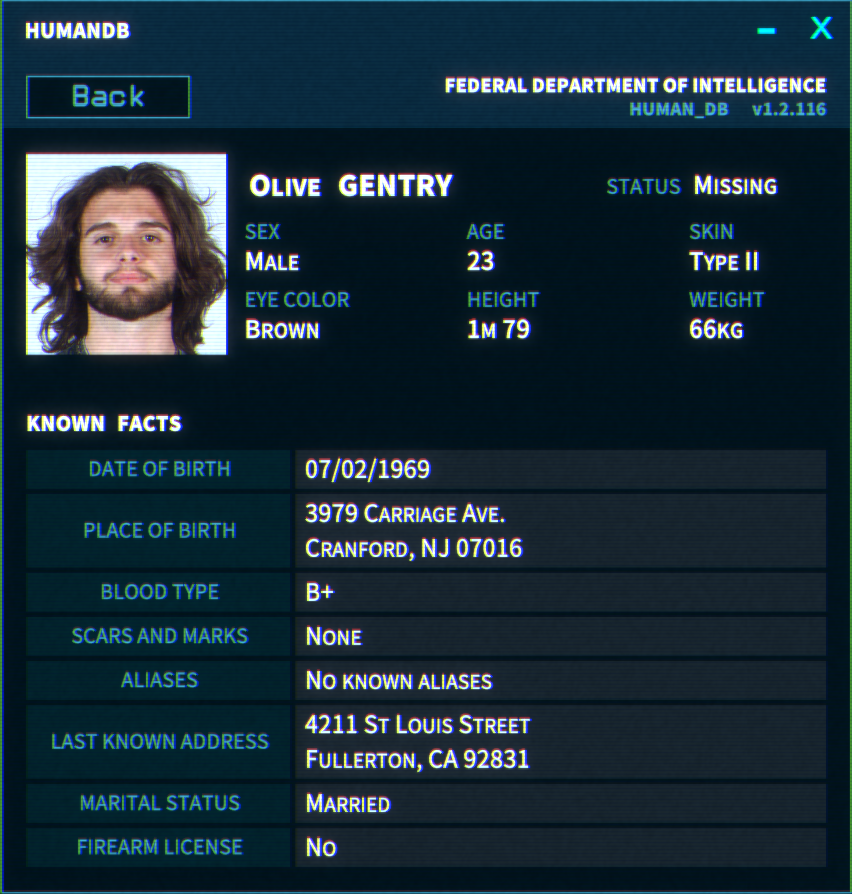 HUMANDB
– X
Back
FEDERAL DEPARTMENT OF INTELLIGENCE
HUMAN_DB v1.2.116
Olive GENTRY
STATUS Missing
SEX AGE SKIN
Male 23 Type II
EYE COLOR HEIGHT WEIGHT
Brown 1m 79 66kg
KNOWN FACTS
DATE OF BIRTH 07/02/1969
PLACE OF BIRTH 3979 Carriage Ave.
Cranford, NJ 07016
BLOOD TYPE B+
SCARS AND MARKS None
ALIASES No known aliases
LAST KNOWN ADDRESS 4211 St Louis Street
Fullerton, CA 92831
MARITAL STATUS Married
FIREARM LICENSE No